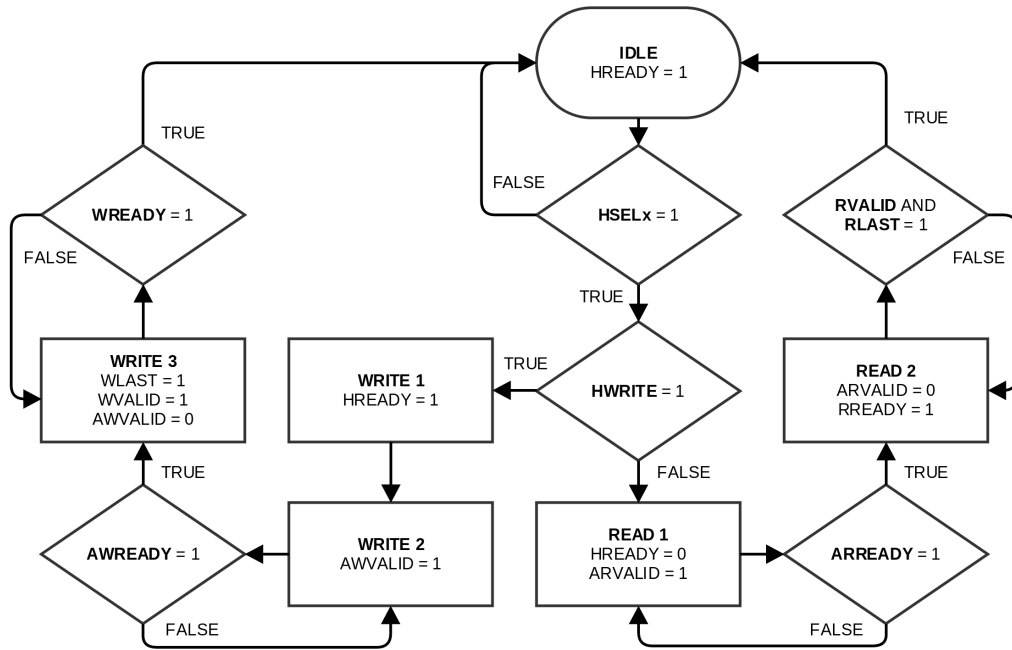 IDLE
HREADY = 1
TRUE
TRUE
FALSE
WREADY = 1
HSELx = 1
RVALID AND
RLAST = 1
FALSE
FALSE
TRUE
WRITE 3
WLAST = 1
WVALID = 1
AWVALID = 0
WRITE 1
HREADY = 1
TRUE
HWRITE = 1
READ 2
ARVALID = 0
RREADY = 1
TRUE
FALSE
TRUE
AWREADY = 1
WRITE 2
AWVALID = 1
READ 1
HREADY = 0
ARVALID = 1
ARREADY = 1
FALSE
FALSE